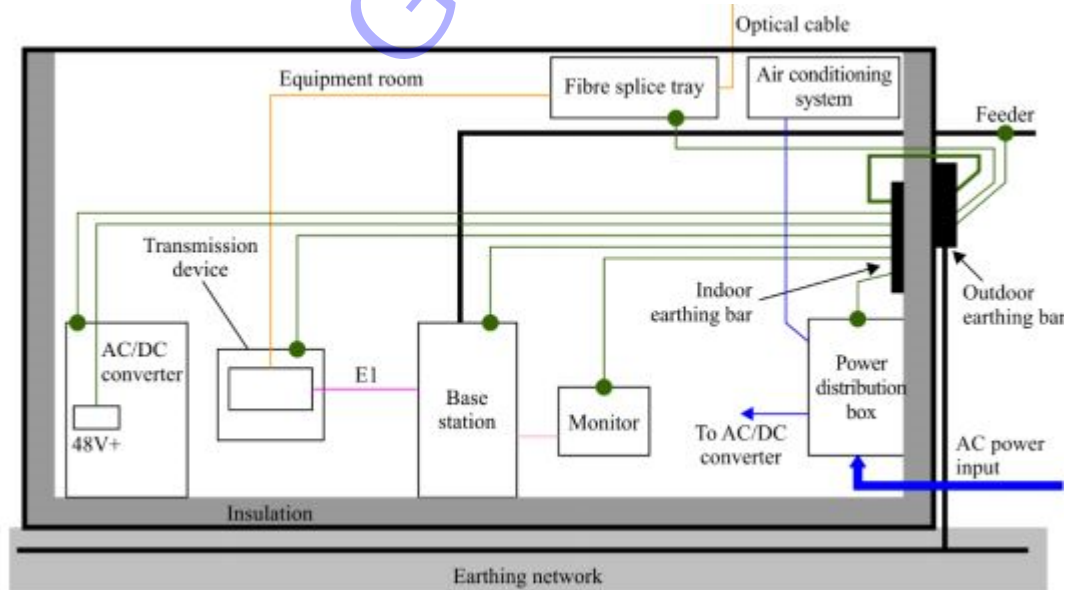 Optical cable
Equipment room
Fibre splice tray
Air conditioning
system
Feeder
Transmission
device
Indoor
earthing bar
Outdoor
earthing bar
AC/DC
converter
48V+
E1
Base
station
Monitor
Power
distribution
box
To AC/DC
converter
AC power
input
Insulation
Earthing network
G